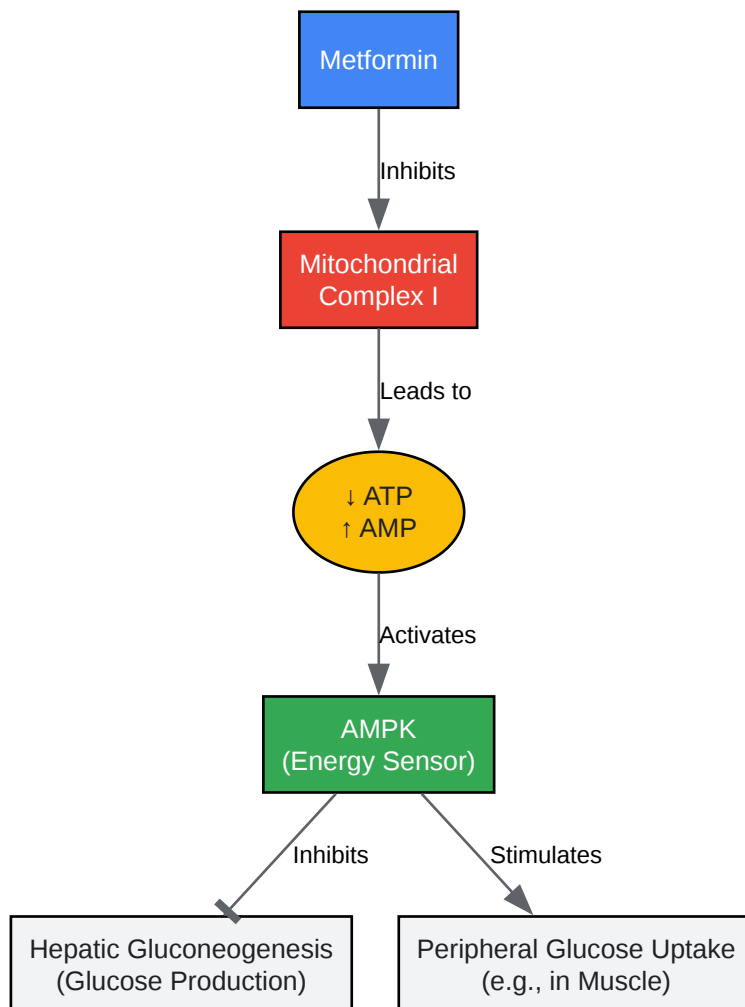 Metformin
Inhibits
Mitochondrial
Complex I
Leads to
↓ ATP
↑ AMP
Activates
AMPK
(Energy Sensor)
Inhibits
Stimulates
Hepatic Gluconeogenesis
(Glucose Production)
Peripheral Glucose Uptake
(e.g., in Muscle)